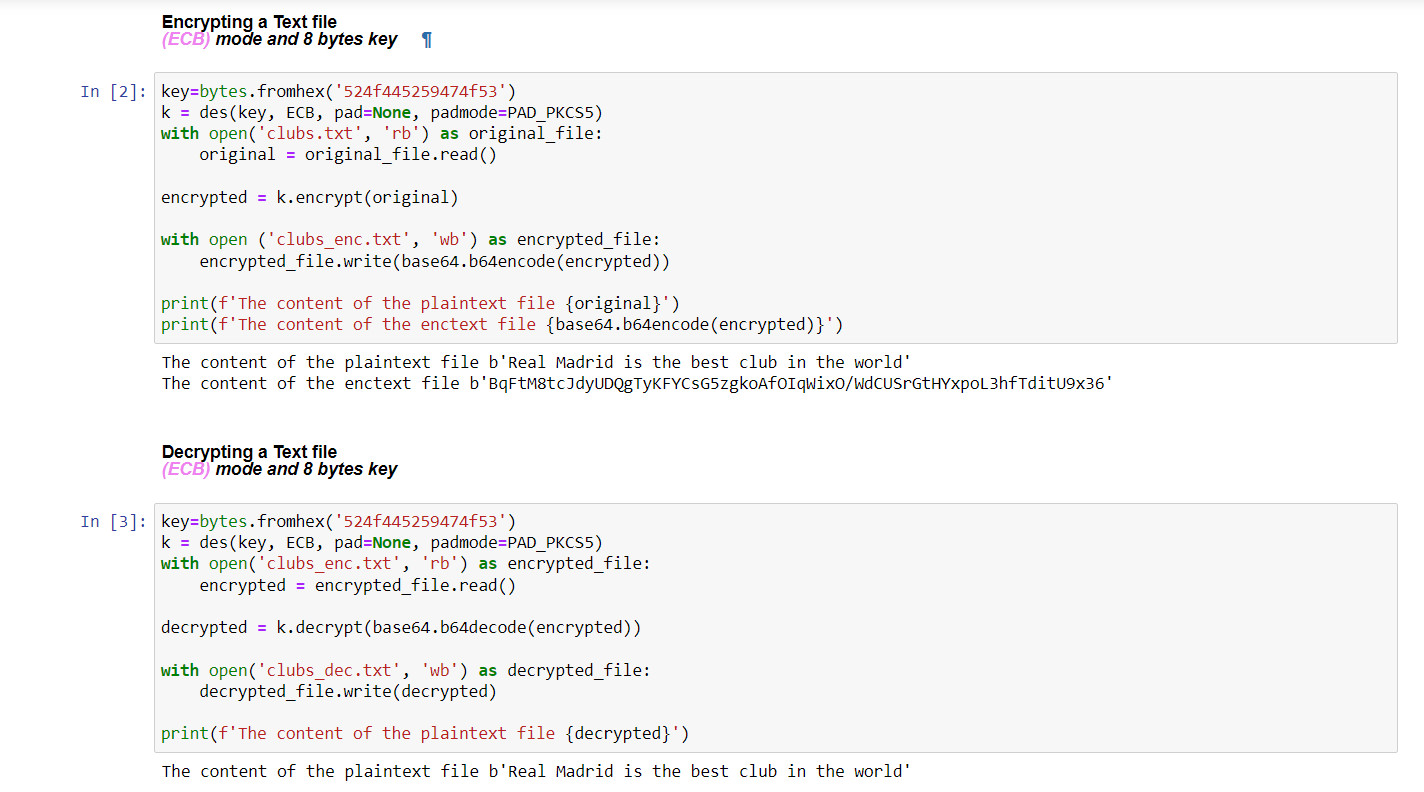 Encrypting a Text file
(ECB) mode and 8 bytes key ¶
In [2]: key=bytes.fromhex('524f445259474f53')
k = des(key, ECB, pad=None, padmode=PAD_PKCS5)
with open('clubs.txt', 'rb') as original_file:
    original = original_file.read()
encrypted = k.encrypt(original)
with open ('clubs_enc.txt', 'wb') as encrypted_file:
    encrypted_file.write(base64.b64encode(encrypted))
print(f'The content of the plaintext file {original}')
print(f'The content of the enctext file {base64.b64encode(encrypted)}')
The content of the plaintext file b'Real Madrid is the best club in the world'
The content of the enctext file b'BqFtM8tcJdyUDQgTyKFYCsG5zgkoAfOIqWixO/WdCUSrGtHYxpoL3hfTditU9x36'
Decrypting a Text file
(ECB) mode and 8 bytes key
In [3]: key=bytes.fromhex('524f445259474f53')
k = des(key, ECB, pad=None, padmode=PAD_PKCS5)
with open('clubs_enc.txt', 'rb') as encrypted_file:
    encrypted = encrypted_file.read()
decrypted = k.decrypt(base64.b64decode(encrypted))
with open('clubs_dec.txt', 'wb') as decrypted_file:
    decrypted_file.write(decrypted)
print(f'The content of the plaintext file {decrypted}')
The content of the plaintext file b'Real Madrid is the best club in the world'